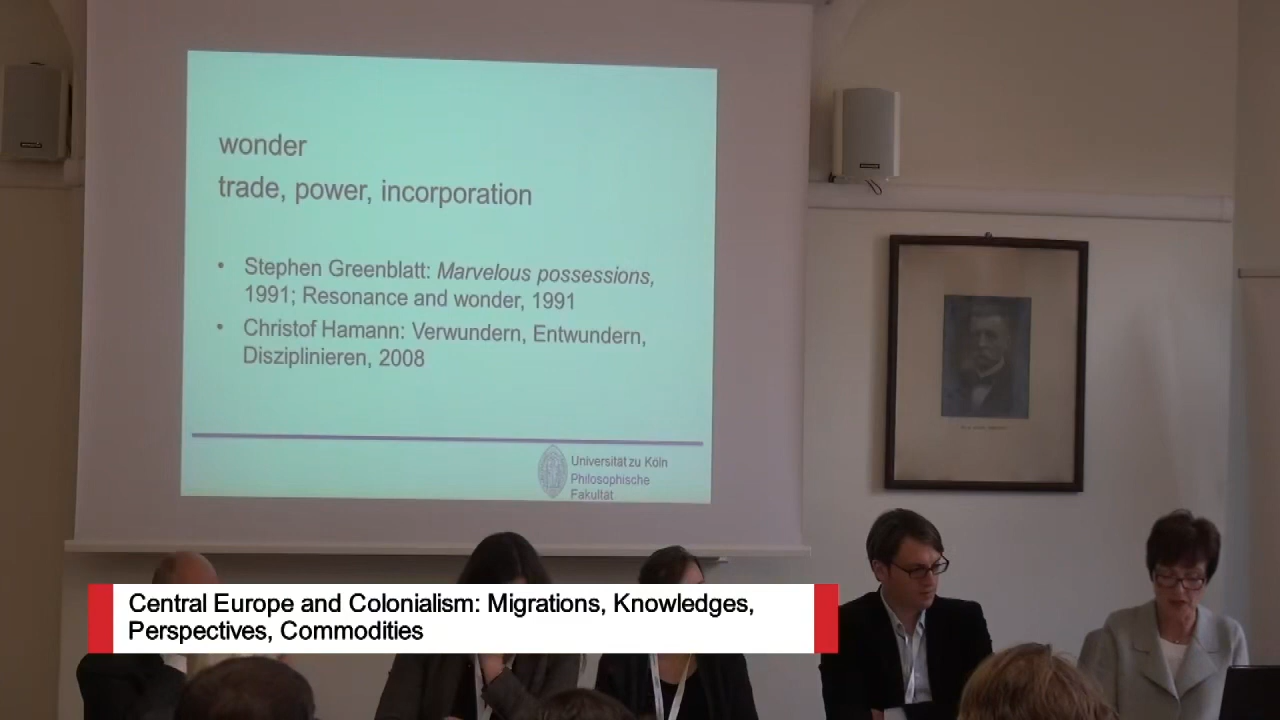 wonder
trade, power, incorporation
• Stephen Greenblatt: Marvelous possessions,
1991; Resonance and wonder, 1991
• Christof Hamann: Verwundern, Entwundern,
Disziplinieren, 2008
Universität zu Köln
Philosophische
Fakultät
Central Europe and Colonialism: Migrations, Knowledges,
Perspectives, Commodities